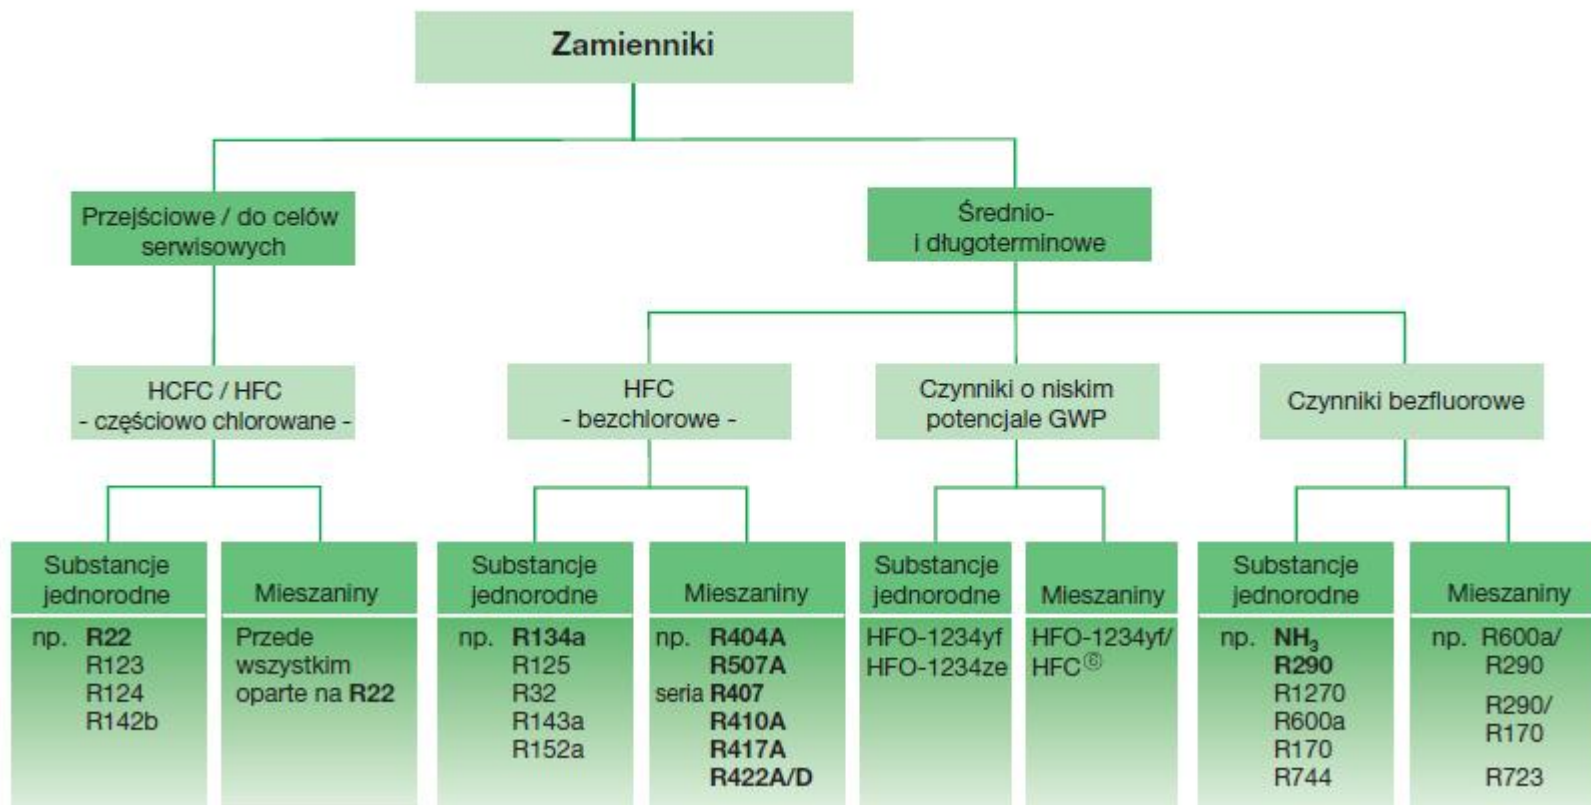 Zamienniki
Przejściowe / do celów
serwisowych
Średnio-
i długoterminowe
HCFC / HFC
- częściowo chlorowane -
HFC
- bezchlorowe -
Czynniki o niskim
potencjale GWP
Czynniki bezfluorowe
Substancje
jednorodne
np. R22
R123
R124
R142b
Mieszaniny
Przede
wszystkim
oparte na R22
Substancje
jednorodne
np. R134a
R125
R32
R143a
R152a
Mieszaniny
np. R404A
R507A
seria R407
R410A
R417A
R422A/D
Substancje
jednorodne
HFO-1234yf
HFO-1234ze
Mieszaniny
HFO-1234yf/
HFC⑥
Substancje
jednorodne
np. NH₃
R290
R1270
R600a
R170
R744
Mieszaniny
np. R600a/
R290
R290/
R170
R723